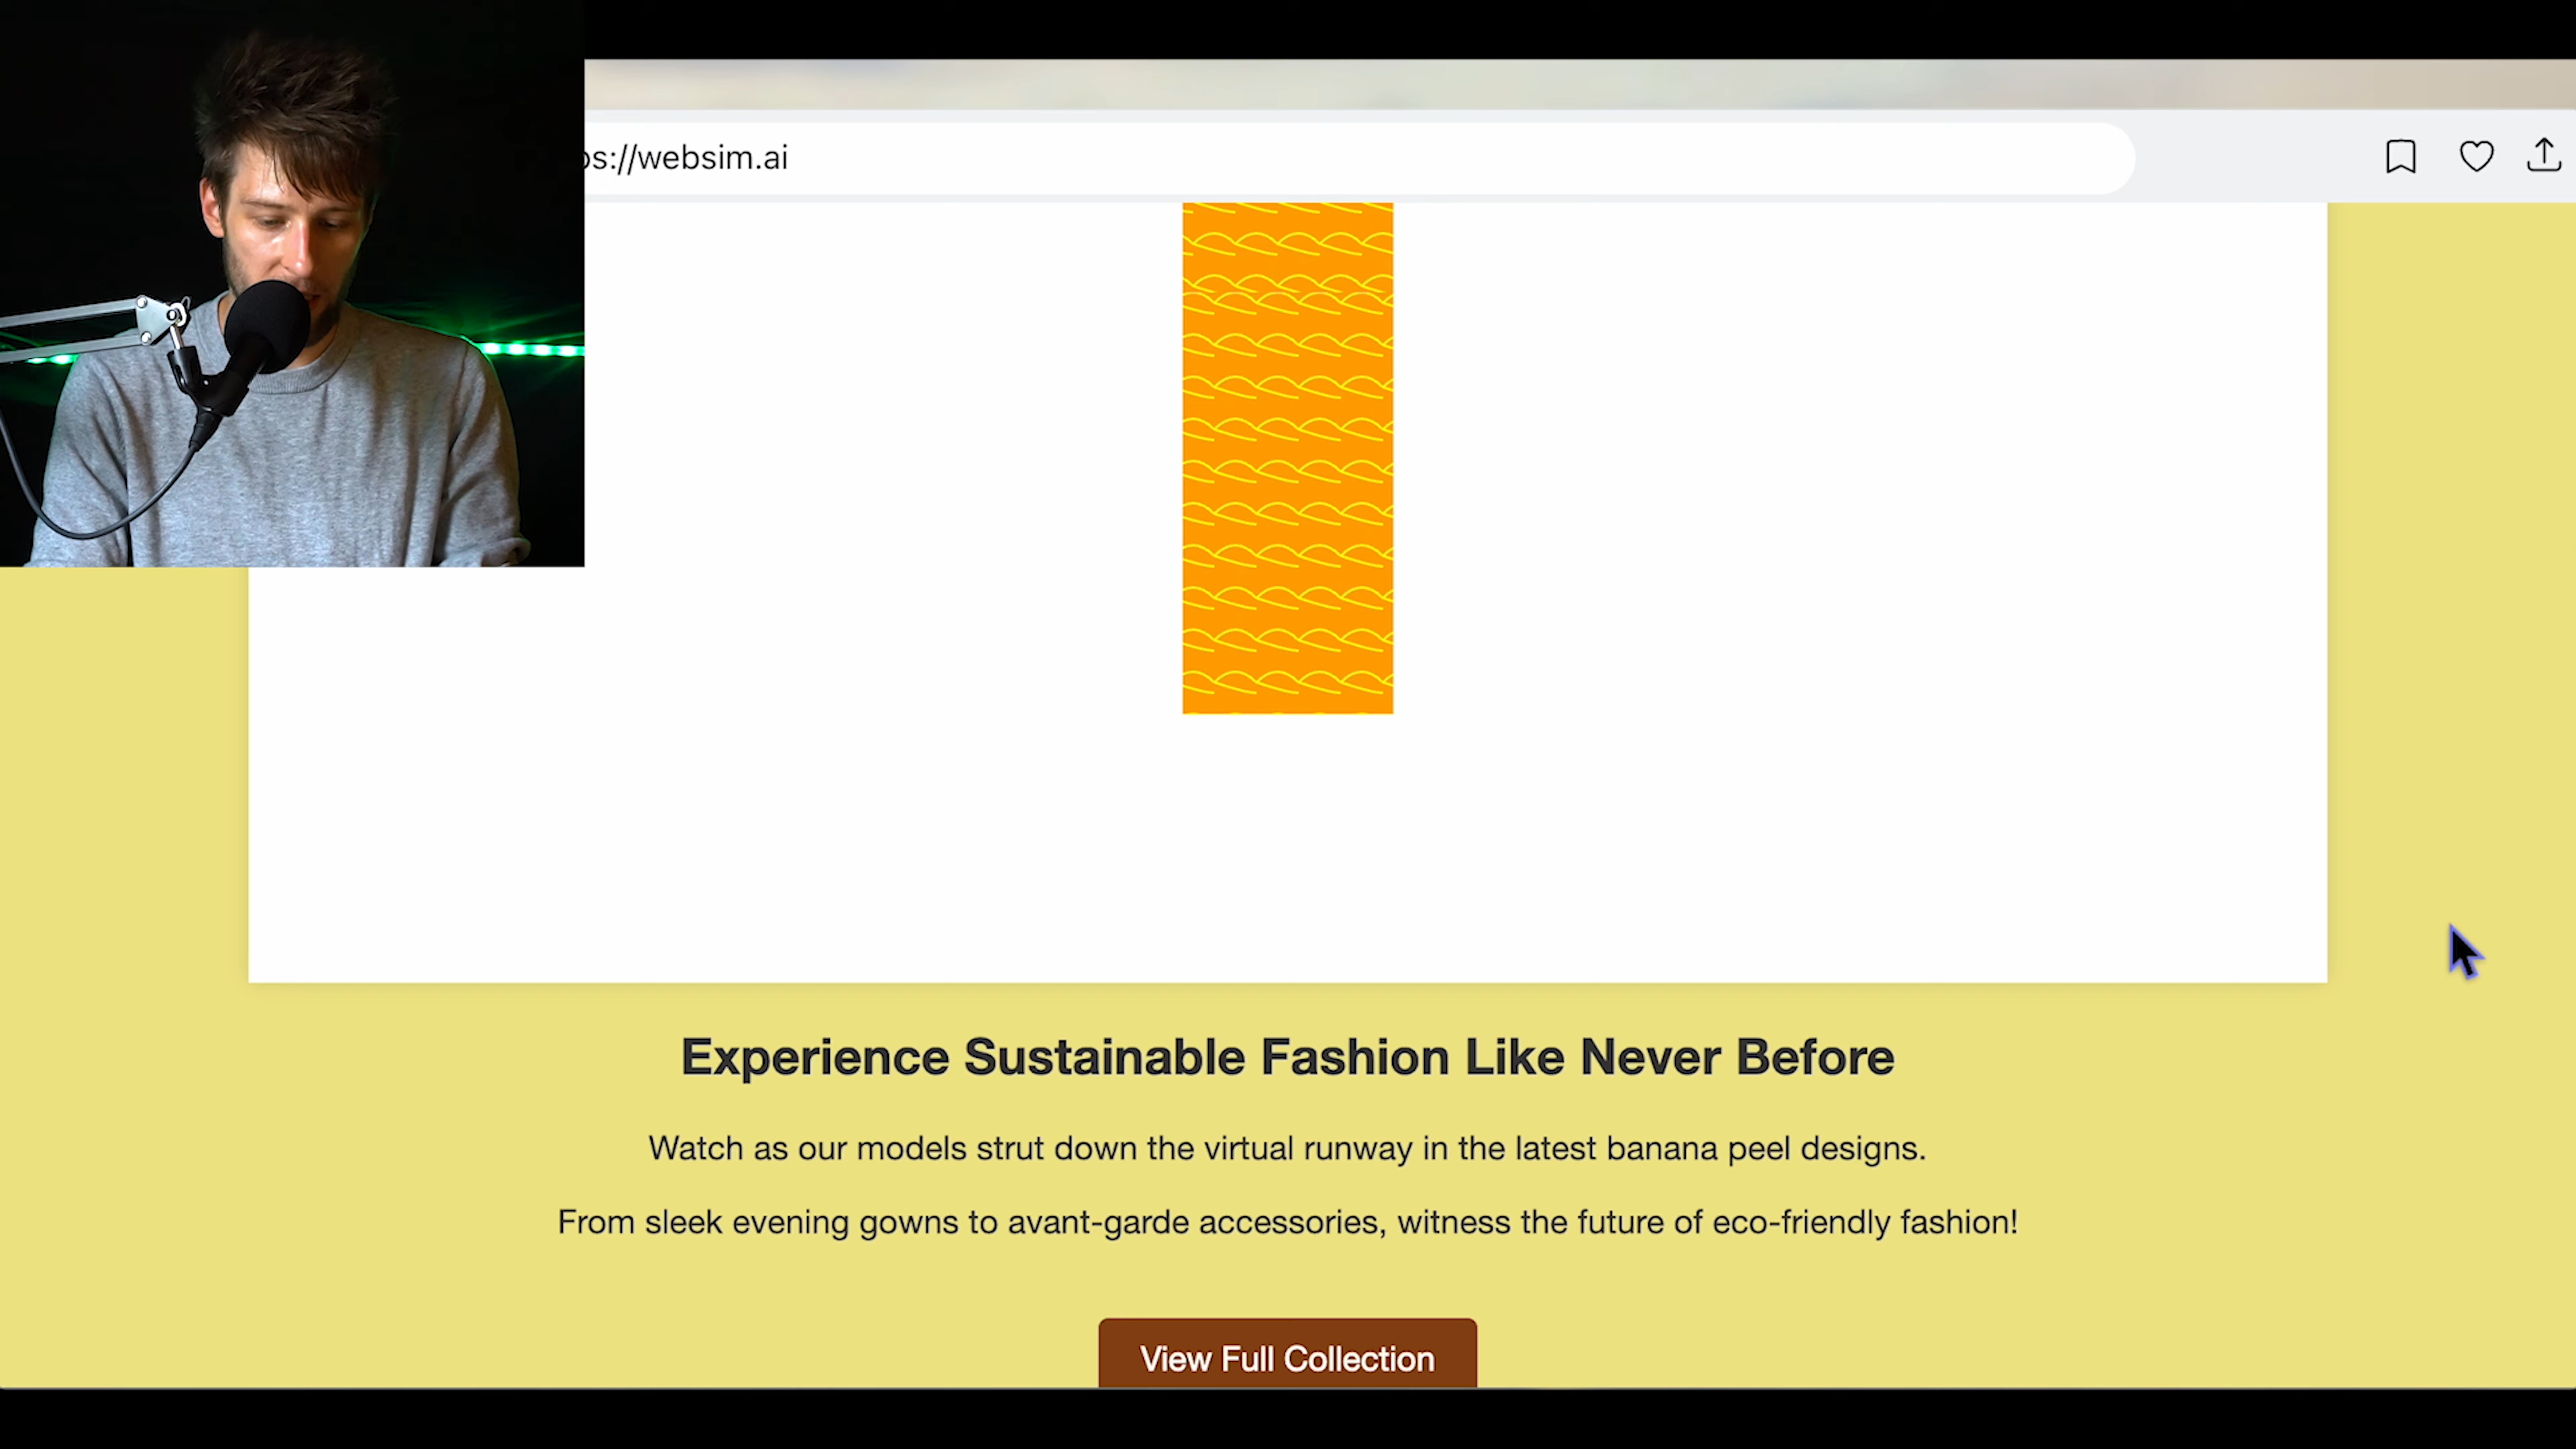 ps://websim.ai
Experience Sustainable Fashion Like Never Before
Watch as our models strut down the virtual runway in the latest banana peel designs.
From sleek evening gowns to avant-garde accessories, witness the future of eco-friendly fashion!
View Full Collection